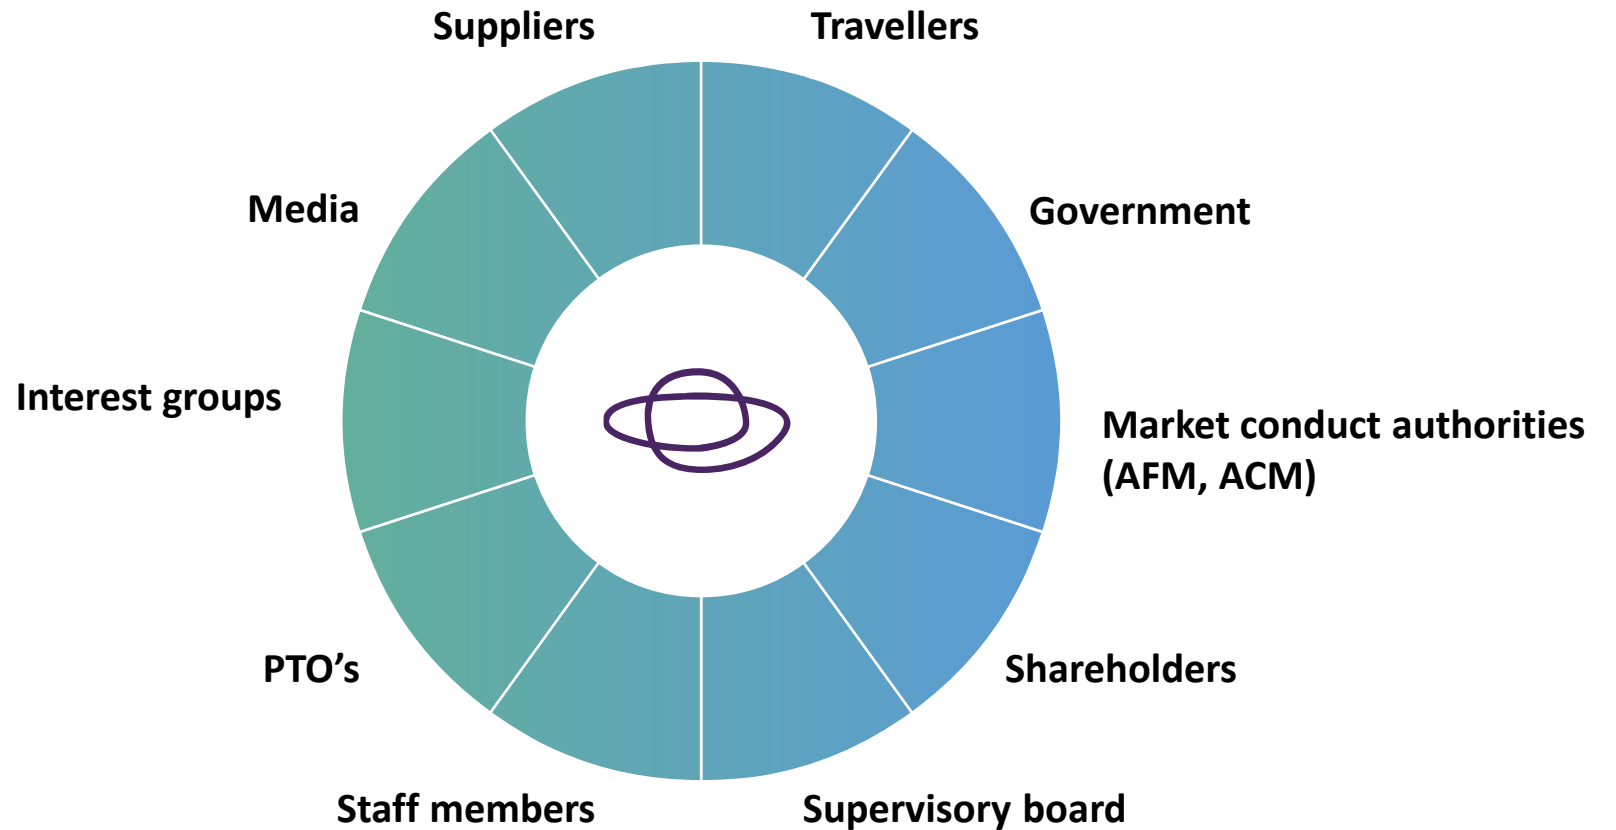 Suppliers
Travellers
Media
Government
Interest groups
Market conduct authorities
(AFM, ACM)
PTO’s
Shareholders
Staff members
Supervisory board